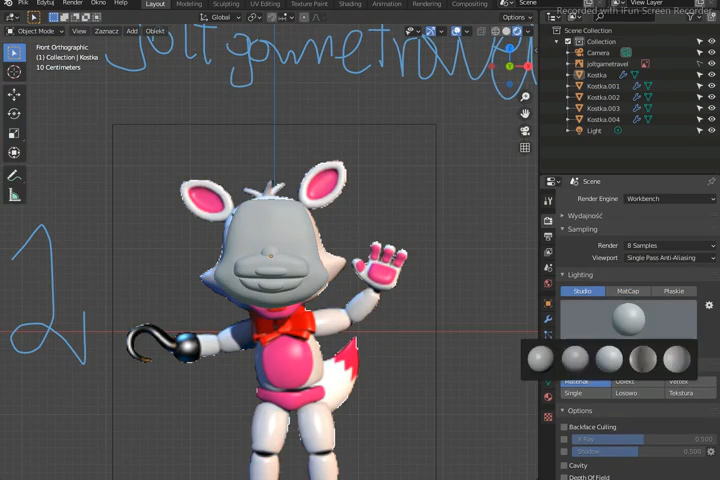 Plik Edytuj Render Okno Layout Modeling Sculpting UV Editing Texture Paint Shading Animation Rendering Compositing Scene View Layer
Recorded with iFun Screen Recorder
Global Options
Object Mode View Zaznacz Add Obiekt
Front Orthographic
(1) Collection | Kostka
10 Centimeters
Scene Collection
Collection
Camera
joltgametravel
Kostka
Kostka.001
Kostka.002
Kostka.003
Kostka.004
Light
joltgametravel
Scene
Render Engine Workbench
Wydajność
Sampling
Render 8 Samples
Viewport Single Pass Anti-Aliasing
Lighting
Studio MatCap Płaskie
Material Obiekt Vertex
Single Losowo Tekstura
Options
Backface Culling
X-Ray 0.500
Shadow 0.500
Cavity
Depth Of Field